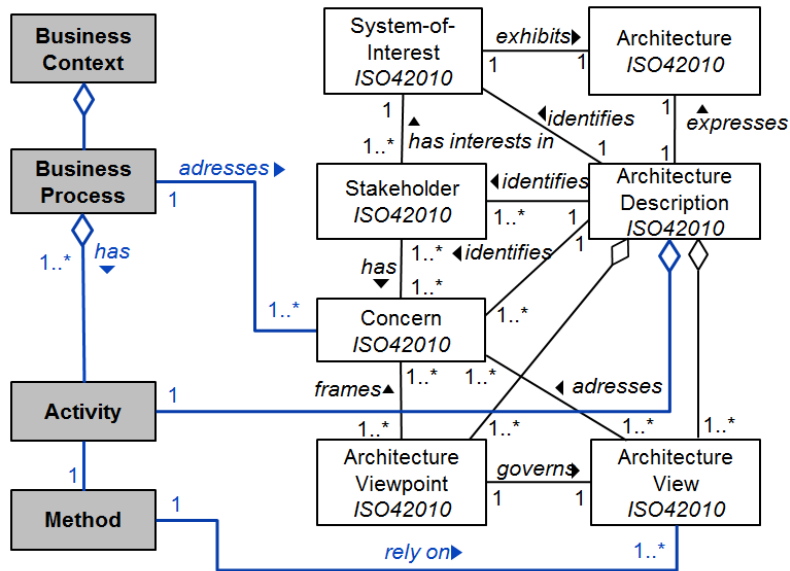 Business
Context
System-of-
Interest
ISO42010
exhibits
1
1
Architecture
ISO42010
1
1..*
has interests in
identifies
1
1
1
expresses
Business
Process
1
adresses
Stakeholder
ISO42010
identifies
1..*
1
Architecture
Description
ISO42010
1..*
has
1..*
has
1..*
identifies
1
1..*
Concern
ISO42010
1..*
1..*
frames
1..*
1..*
adresses
1..*
1..*
1..*
1..*
Activity
1
1
Architecture
Viewpoint
ISO42010
governs
1
1
Architecture
View
ISO42010
Method
1
rely on
1..*